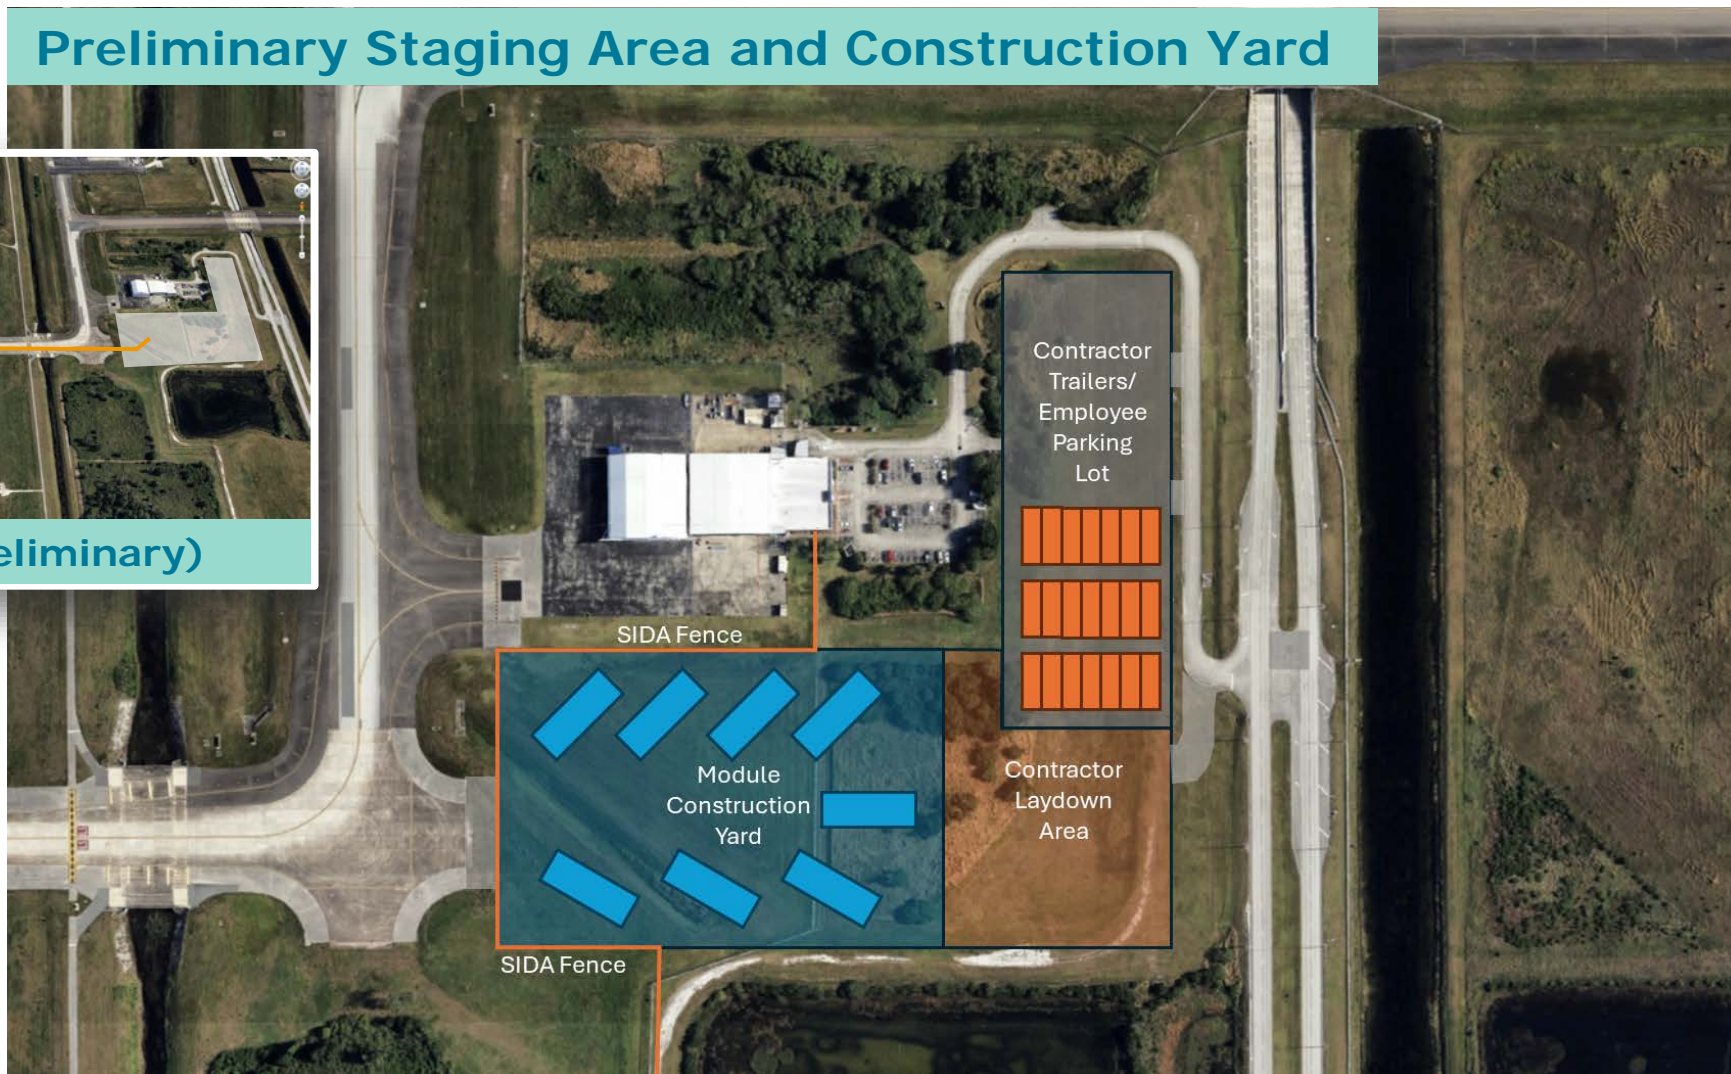 Preliminary Staging Area and Construction Yard
eliminary)
Contractor
Trailers/
Employee
Parking
Lot
SIDA Fence
Module
Construction
Yard
Contractor
Laydown
Area
SIDA Fence